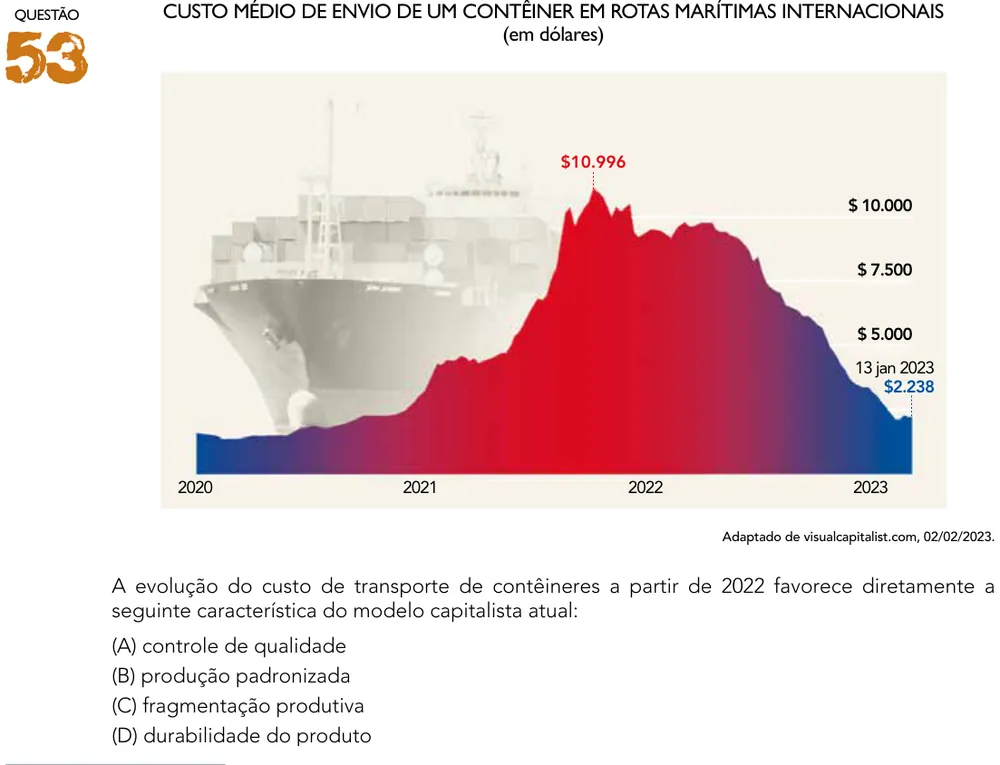 QUESTÃO
53
CUSTO MÉDIO DE ENVIO DE UM CONTÊINER EM ROTAS MARÍTIMAS INTERNACIONAIS
(em dólares)
$10.996
$ 10.000
$ 7.500
$ 5.000
13 jan 2023
$2.238
2020 2021 2022 2023
Adaptado de visualcapitalist.com, 02/02/2023.
A evolução do custo de transporte de contêineres a partir de 2022 favorece diretamente a
seguinte característica do modelo capitalista atual:
(A) controle de qualidade
(B) produção padronizada
(C) fragmentação produtiva
(D) durabilidade do produto